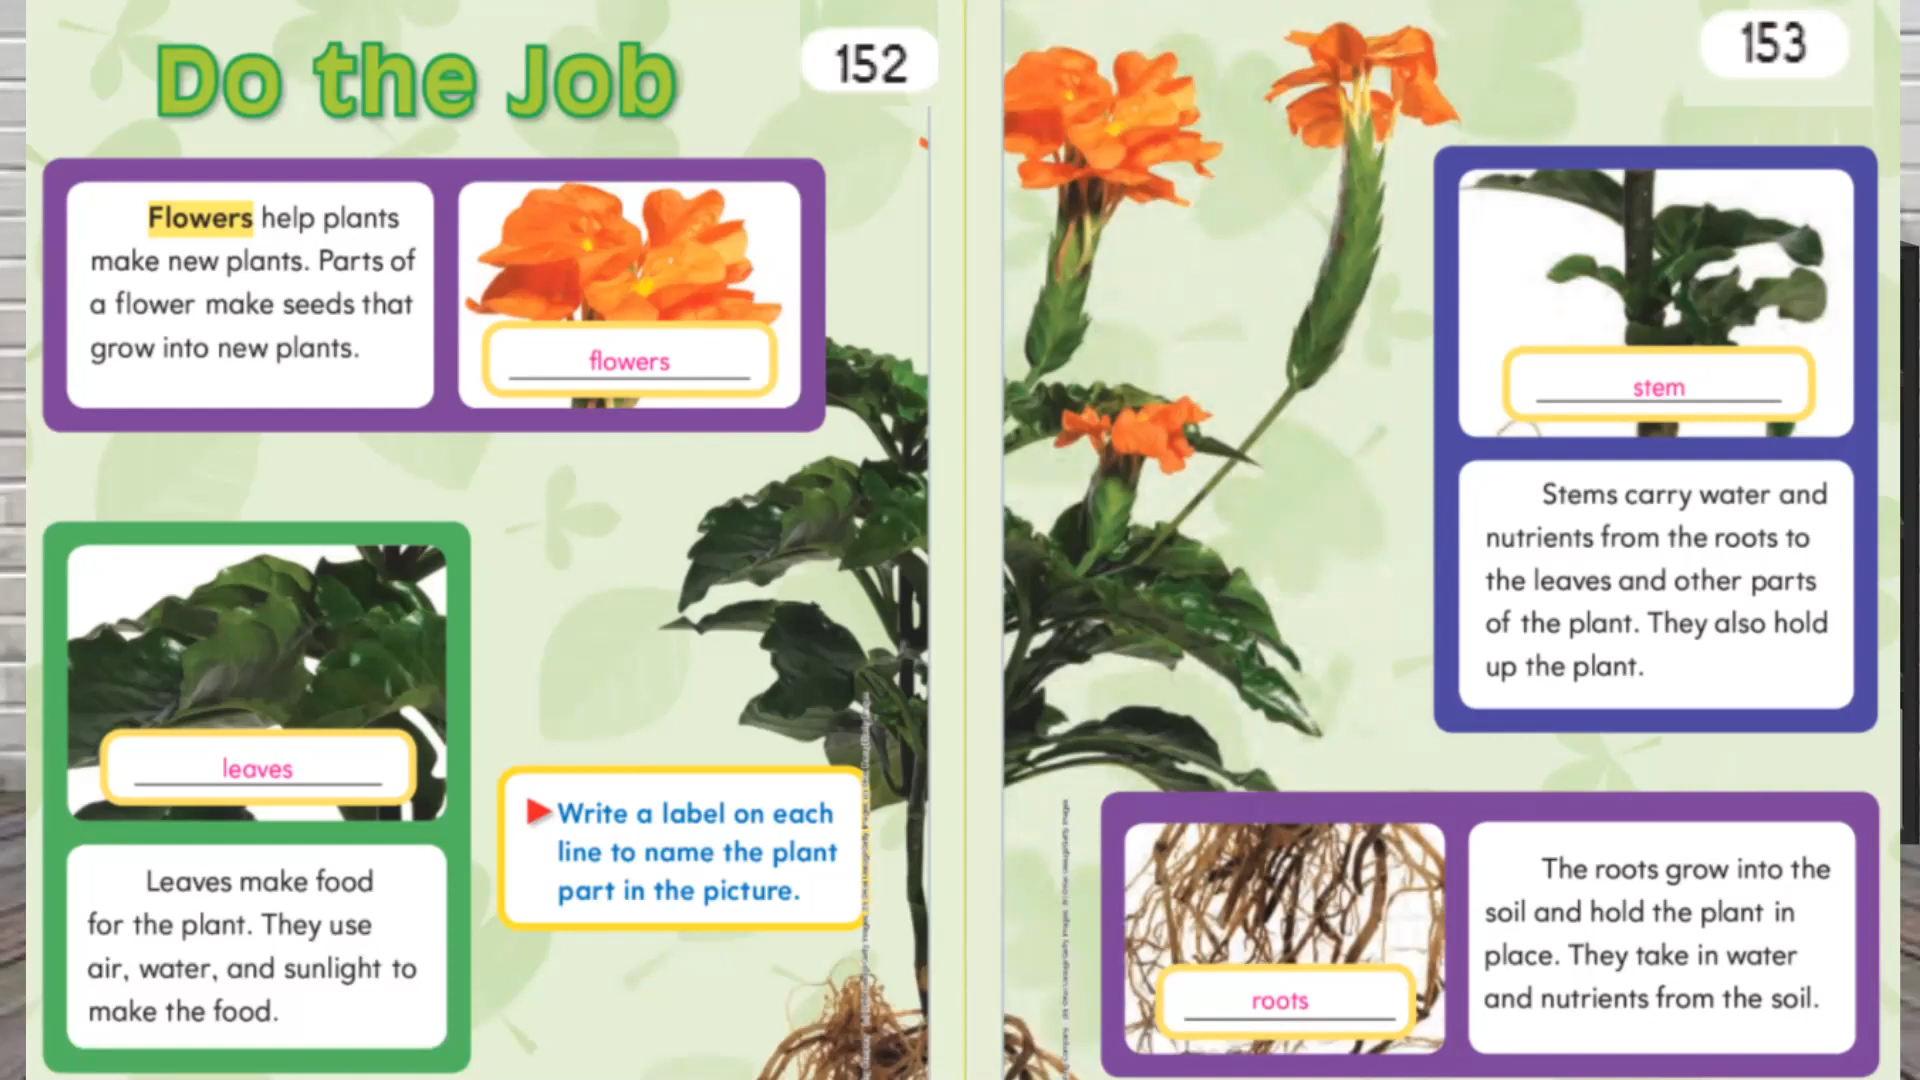 Do the Job
152
Flowers help plants
make new plants. Parts of
a flower make seeds that
grow into new plants.
flowers
leaves
Leaves make food
for the plant. They use
air, water, and sunlight to
make the food.
Write a label on each
line to name the plant
part in the picture.
153
stem
Stems carry water and
nutrients from the roots to
the leaves and other parts
of the plant. They also hold
up the plant.
roots
The roots grow into the
soil and hold the plant in
place. They take in water
and nutrients from the soil.